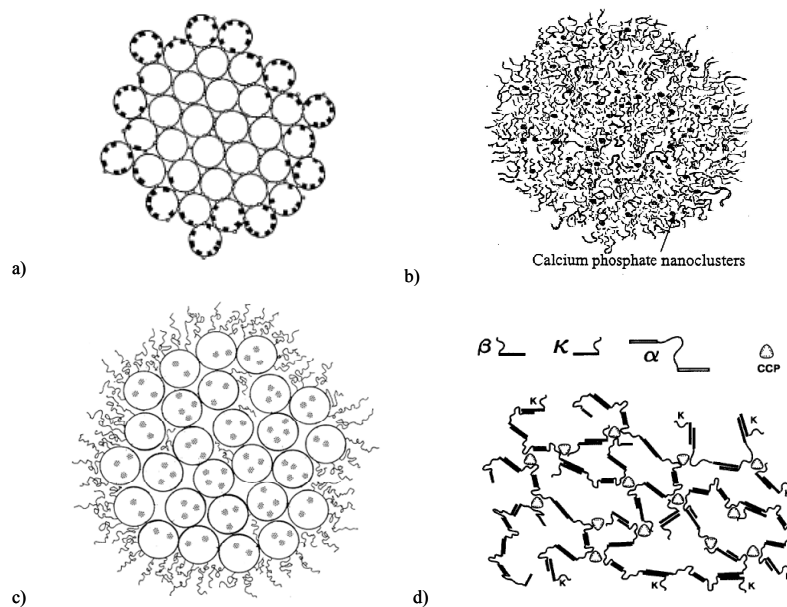 a)
Calcium phosphate nanoclusters
b)
c)
β κ α
CCP
K
K
K
K
K
K
d)